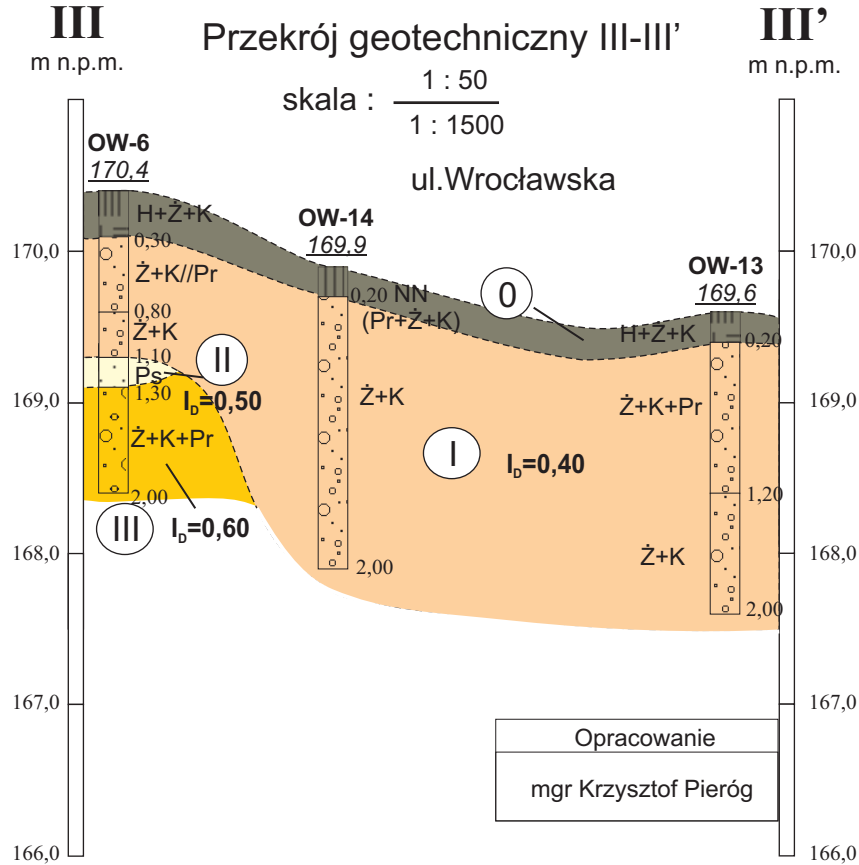 III
Przekrój geotechniczny III-III’
III’
m n.p.m.
m n.p.m.
skala :
1 : 50
1 : 1500
OW-6
170,4
ul.Wrocławska
H+Ż+K
OW-14
169,9
170,0
0,30
170,0
OW-13
169,6
Ż+K//Pr
0,20 NN
(Pr+Ż+K)
0
0,80
Ż+K
H+Ż+K
0,20
1,10
II
Ps
1,30
169,0
I_D=0,50
Ż+K
Ż+K+Pr
169,0
Ż+K+Pr
I
I_D=0,40
2,00
1,20
III
I_D=0,60
168,0
2,00
Ż+K
168,0
2,00
167,0
167,0
Opracowanie
mgr Krzysztof Pieróg
166,0
166,0